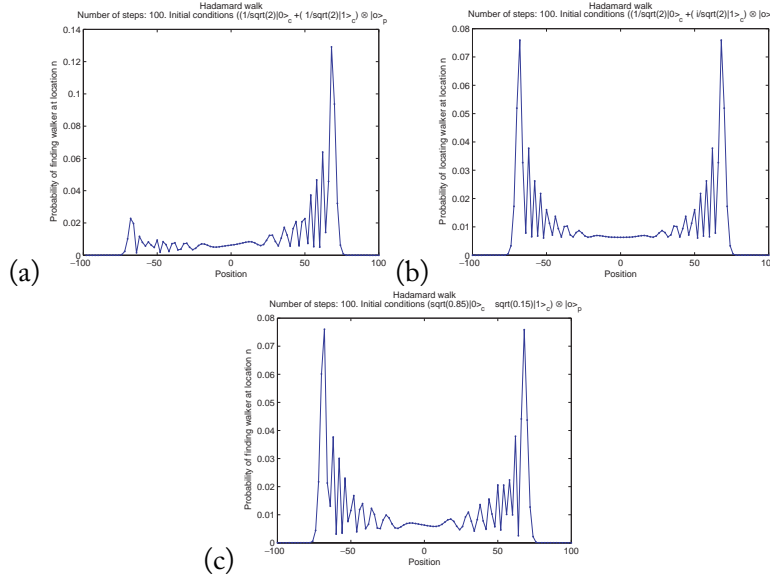 Hadamard walk
Number of steps: 100. Initial conditions ((1/sqrt(2)|0>c +( 1/sqrt(2)|1>c) ⊗ |o>p
0.14
0.12
0.1
0.08
0.06
0.04
0.02
0
−100
−50
0
50
100
Probability of finding walker at location n
Position
(a)
Hadamard walk
Number of steps: 100. Initial conditions ((1/sqrt(2)|0>c +( i/sqrt(2)|1>c) ⊗ |o>
0.08
0.07
0.06
0.05
0.04
0.03
0.02
0.01
0
−100
−50
0
50
100
Probability of locating walker at location n
Position
(b)
Hadamard walk
Number of steps: 100. Initial conditions (sqrt(0.85)|0>c sqrt(0.15)|1>c) ⊗ |o>p
0.08
0.07
0.06
0.05
0.04
0.03
0.02
0.01
0
−100
−50
0
50
100
Probability of finding walker at location n
Position
(c)